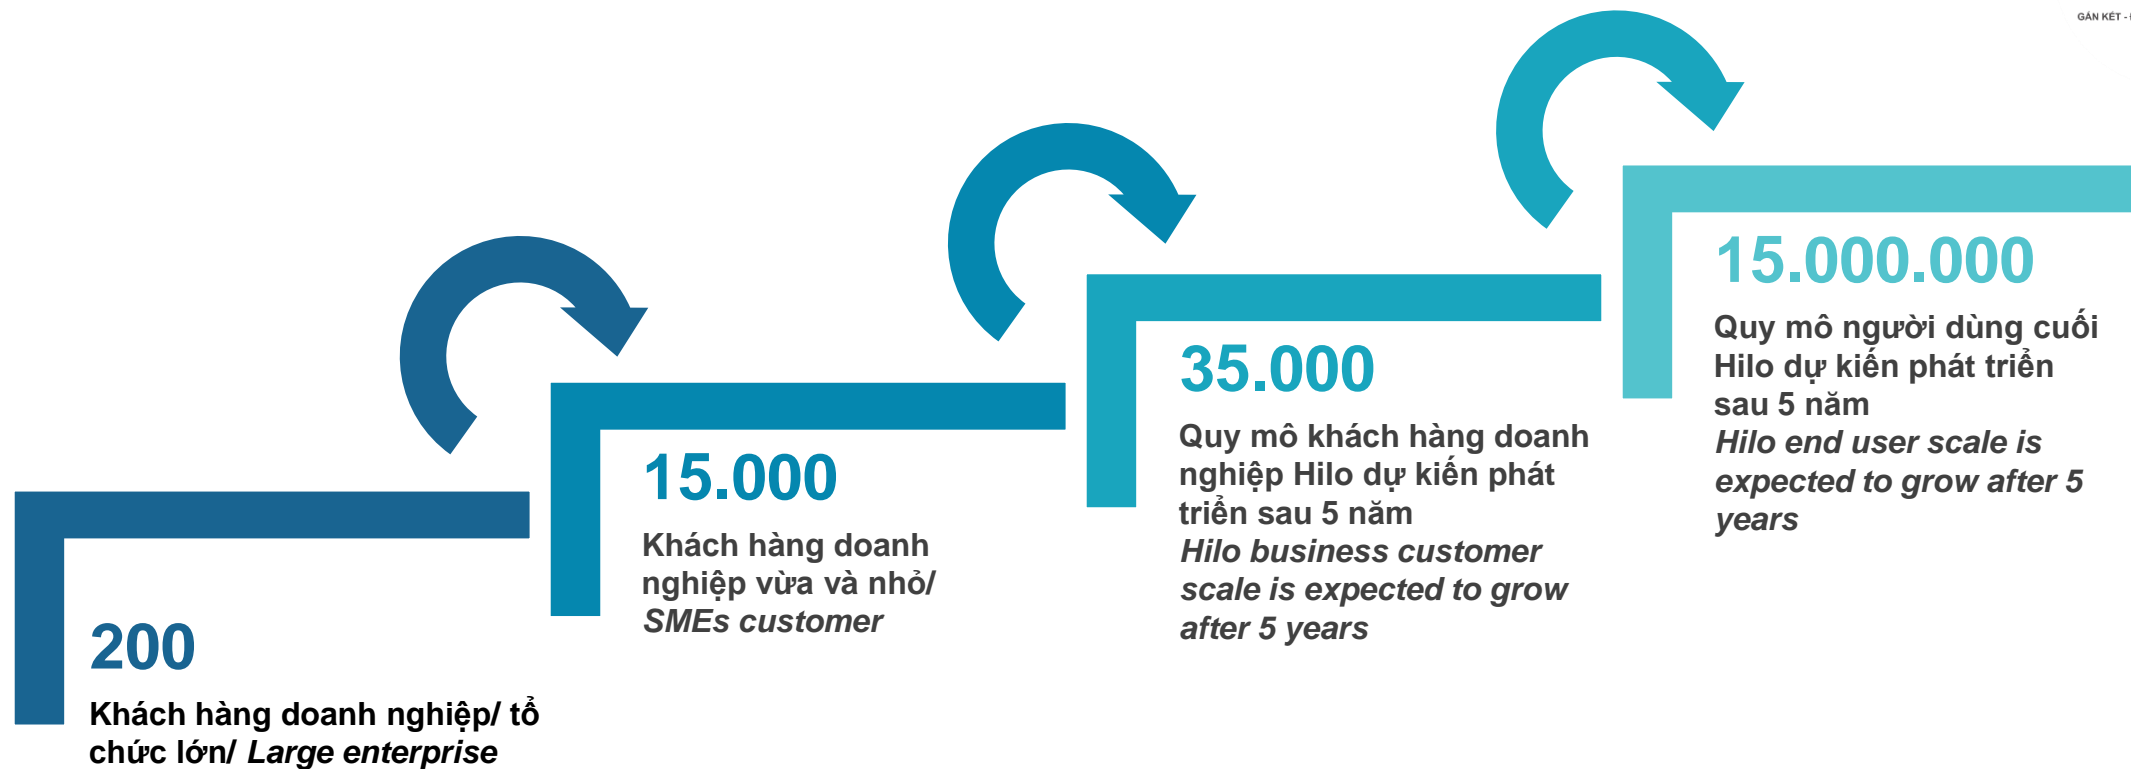 GẮN KẾT -
15.000.000
Quy mô người dùng cuối
Hilo dự kiến phát triển
sau 5 năm
Hilo end user scale is
expected to grow after 5
years
35.000
Quy mô khách hàng doanh
nghiệp Hilo dự kiến phát
triển sau 5 năm
Hilo business customer
scale is expected to grow
after 5 years
15.000
Khách hàng doanh
nghiệp vừa và nhỏ/
SMEs customer
200
Khách hàng doanh nghiệp/ tổ
chức lớn/ Large enterprise